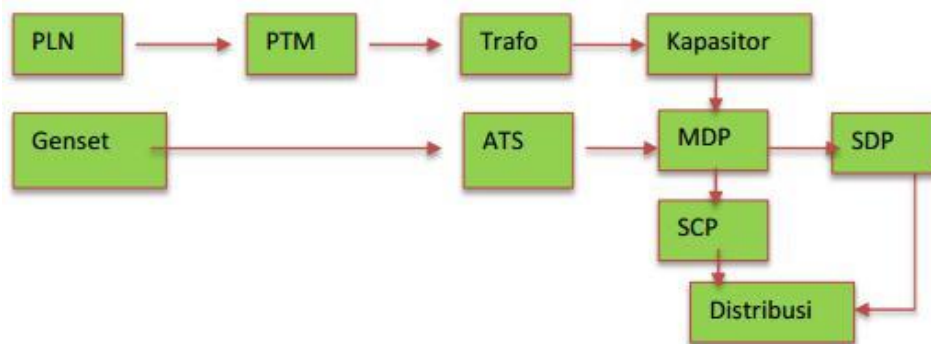 PLN
PTM
Trafo
Kapasitor
Genset
ATS
MDP
SDP
SCP
Distribusi